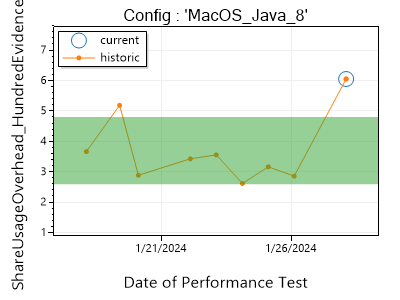 Config : 'MacOS_Java_8'
ShareUsageOverhead_HundredEvidence
current
historic
7
6
5
4
3
2
1
1/21/2024
1/26/2024
Date of Performance Test